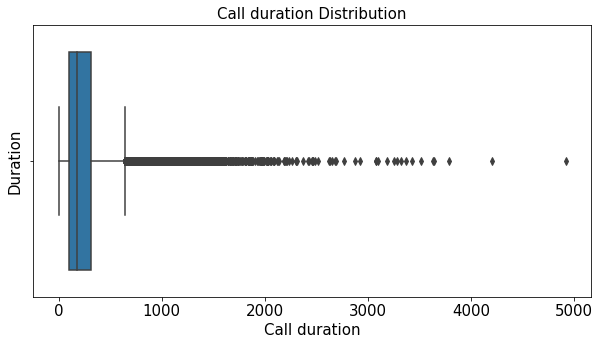 Call duration Distribution
Duration
0 1000 2000 3000 4000 5000
Call duration